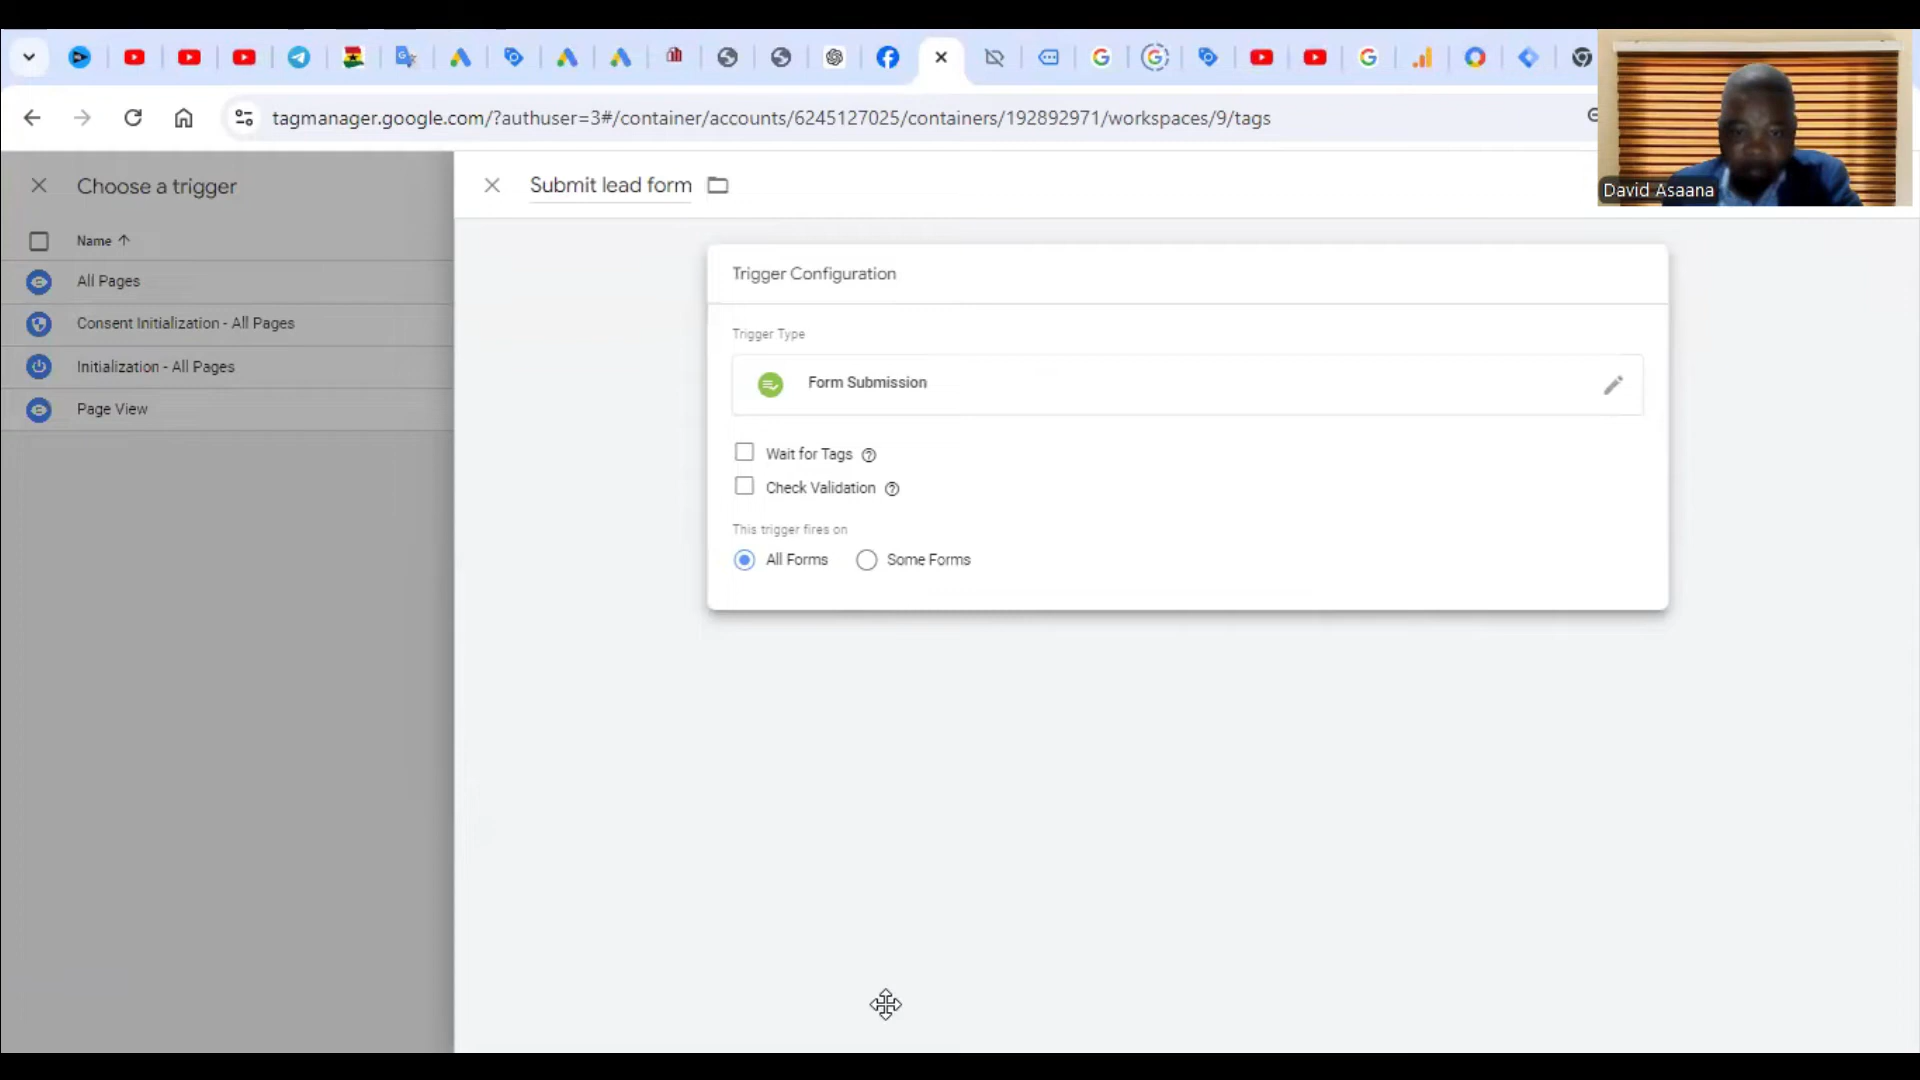 tagmanager.google.com/?authuser=3#/container/accounts/6245127025/containers/192892971/workspaces/9/tags
David Asaana
Choose a trigger
Submit lead form
Name
All Pages
Consent Initialization - All Pages
Initialization - All Pages
Page View
Trigger Configuration
Trigger Type
Form Submission
Wait for Tags
Check Validation
This trigger fires on
All Forms
Some Forms